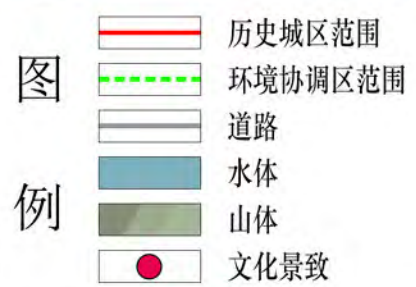 图例
历史城区范围
环境协调区范围
道路
水体
山体
文化景致